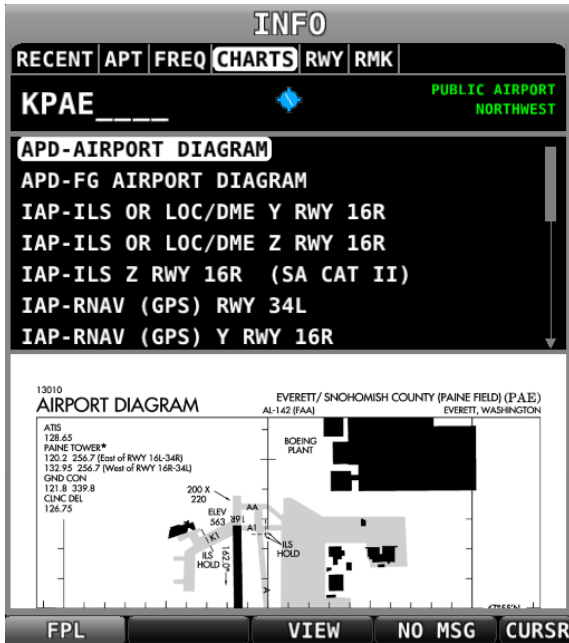 INFO
RECENT APT FREQ CHARTS RWY RMK
KPAE____
PUBLIC AIRPORT
NORTHWEST
APD-AIRPORT DIAGRAM
APD-FG AIRPORT DIAGRAM
IAP-ILS OR LOC/DME Y RWY 16R
IAP-ILS OR LOC/DME Z RWY 16R
IAP-ILS Z RWY 16R (SA CAT II)
IAP-RNAV (GPS) RWY 34L
IAP-RNAV (GPS) Y RWY 16R
13010
AIRPORT DIAGRAM
EVERETT/ SNOHOMISH COUNTY (PAINE FIELD) (PAE)
AL-142 (FAA)
EVERETT, WASHINGTON
ATIS
128.65
PAINE TOWER*
120.2 256.7 (East of RWY 16L-34R)
132.95 256.7 (West of RWY 16R-34L)
GND CON
121.8 339.8
CLNC DEL
126.75
BOEING
PLANT
200 X
220
ELEV
563
16R
AA
A1
K1
ILS
HOLD
ILS
HOLD
162.0°
A
47°55'N
FPL VIEW NO MSG CURSR